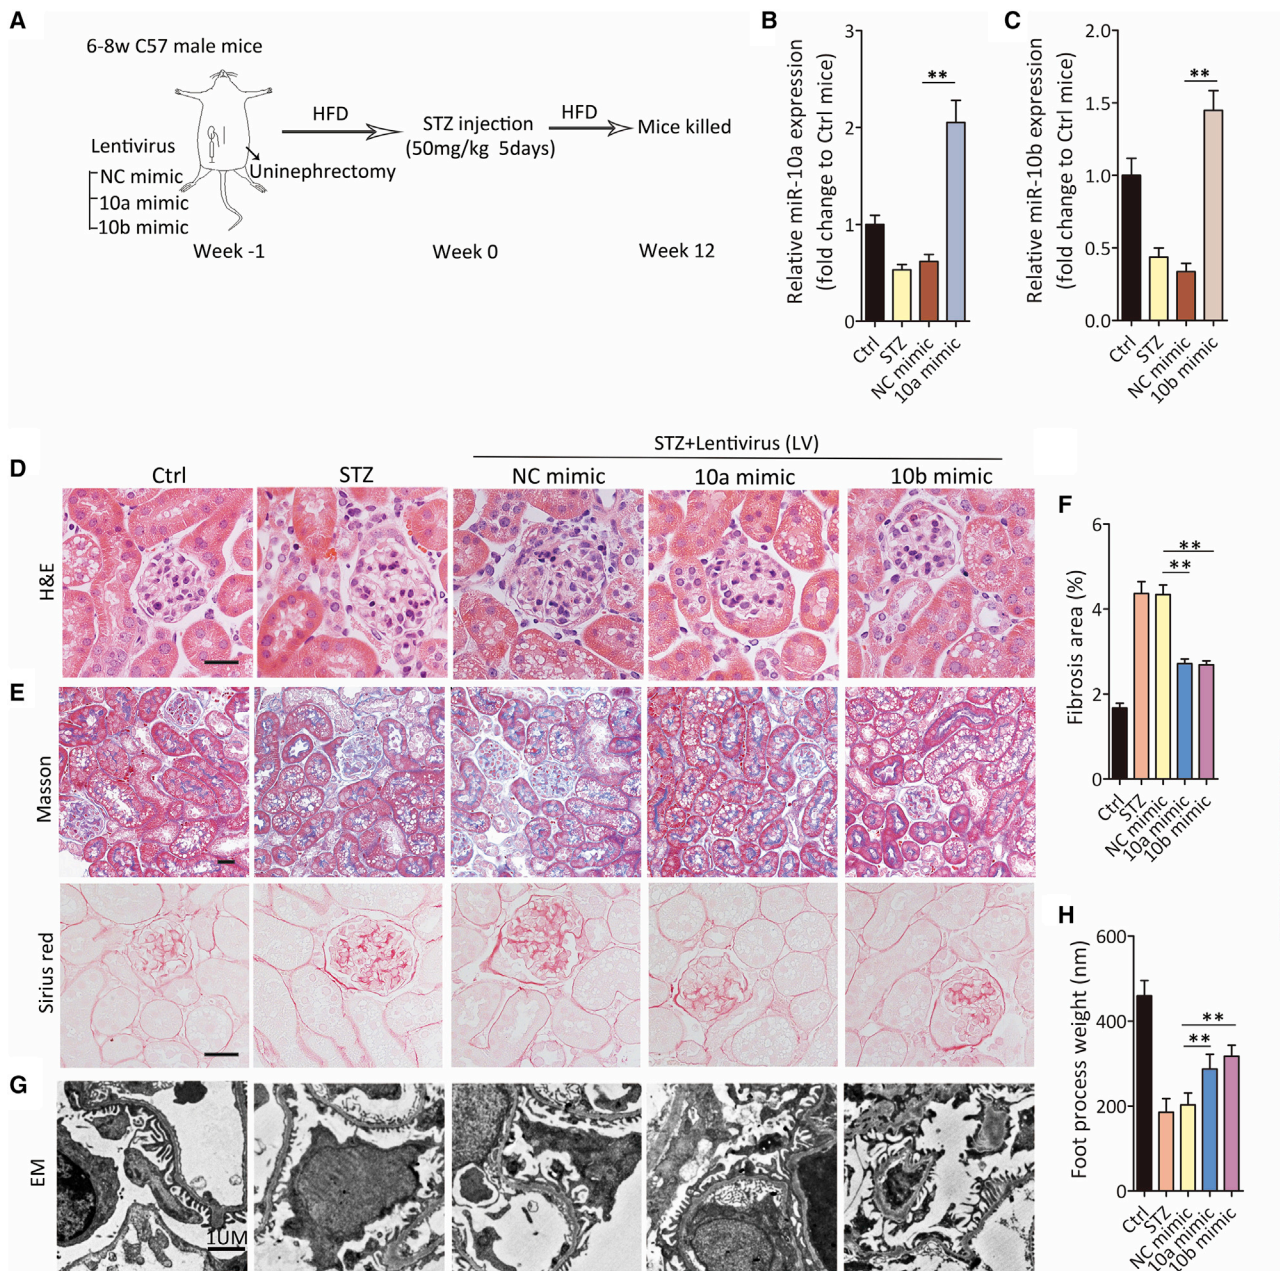 A
6-8w C57 male mice
Lentivirus
NC mimic
10a mimic
10b mimic
Uninephrectomy
HFD
STZ injection
(50mg/kg 5days)
HFD
Mice killed
Week -1
Week 0
Week 12
B
Relative miR-10a expression
(fold change to Ctrl mice)
3
2
1
0
**
Ctrl
STZ
NC mimic
10a mimic
C
Relative miR-10b expression
(fold change to Ctrl mice)
2.0
1.5
1.0
0.5
0.0
**
Ctrl
STZ
NC mimic
10b mimic
STZ+Lentivirus (LV)
D
Ctrl
STZ
NC mimic
10a mimic
10b mimic
H&E
E
Masson
Sirius red
F
Fibrosis area (%)
6
4
2
0
**
**
Ctrl
STZ
NC mimic
10a mimic
10b mimic
G
EM
1UM
H
Foot process weight (nm)
600
400
200
0
**
**
Ctrl
STZ
NC mimic
10a mimic
10b mimic